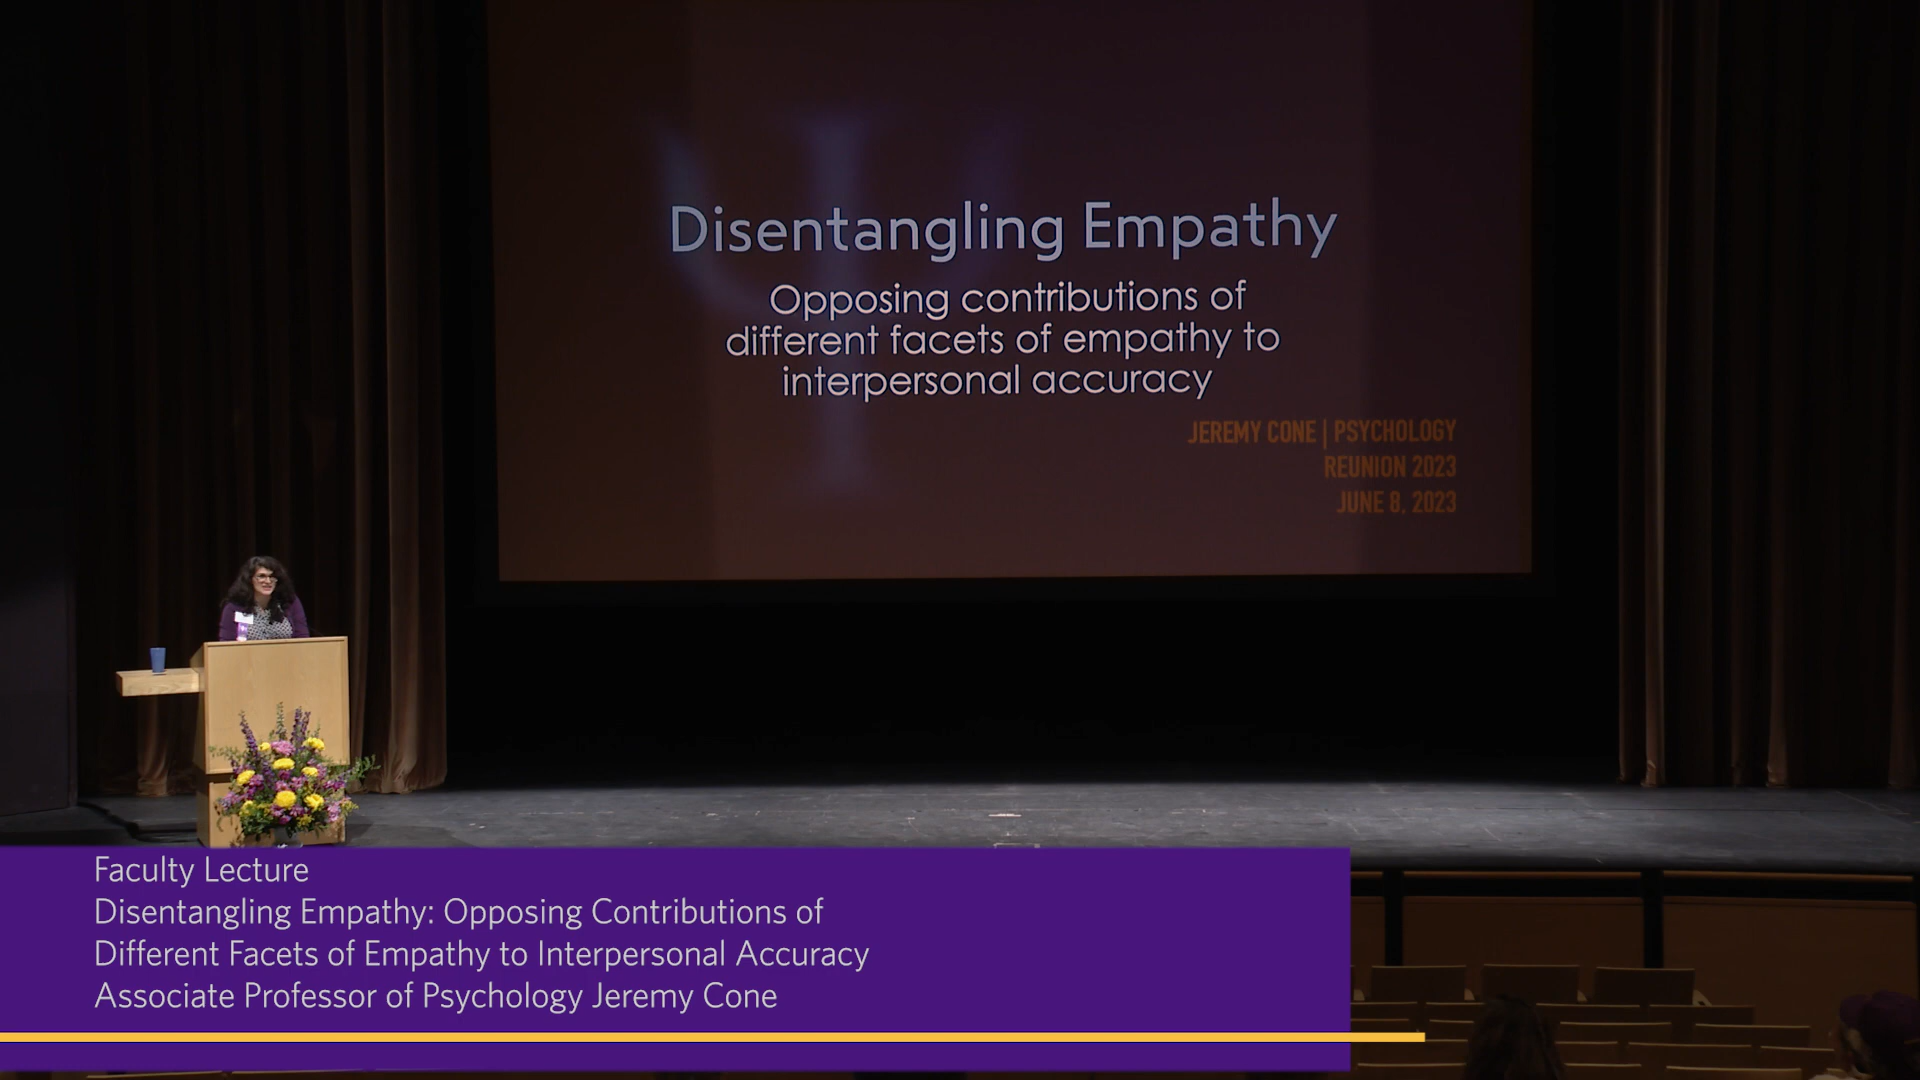 Disentangling Empathy
Opposing contributions of
different facets of empathy to
interpersonal accuracy
JEREMY CONE | PSYCHOLOGY
REUNION 2023
JUNE 8, 2023
Faculty Lecture
Disentangling Empathy: Opposing Contributions of
Different Facets of Empathy to Interpersonal Accuracy
Associate Professor of Psychology Jeremy Cone